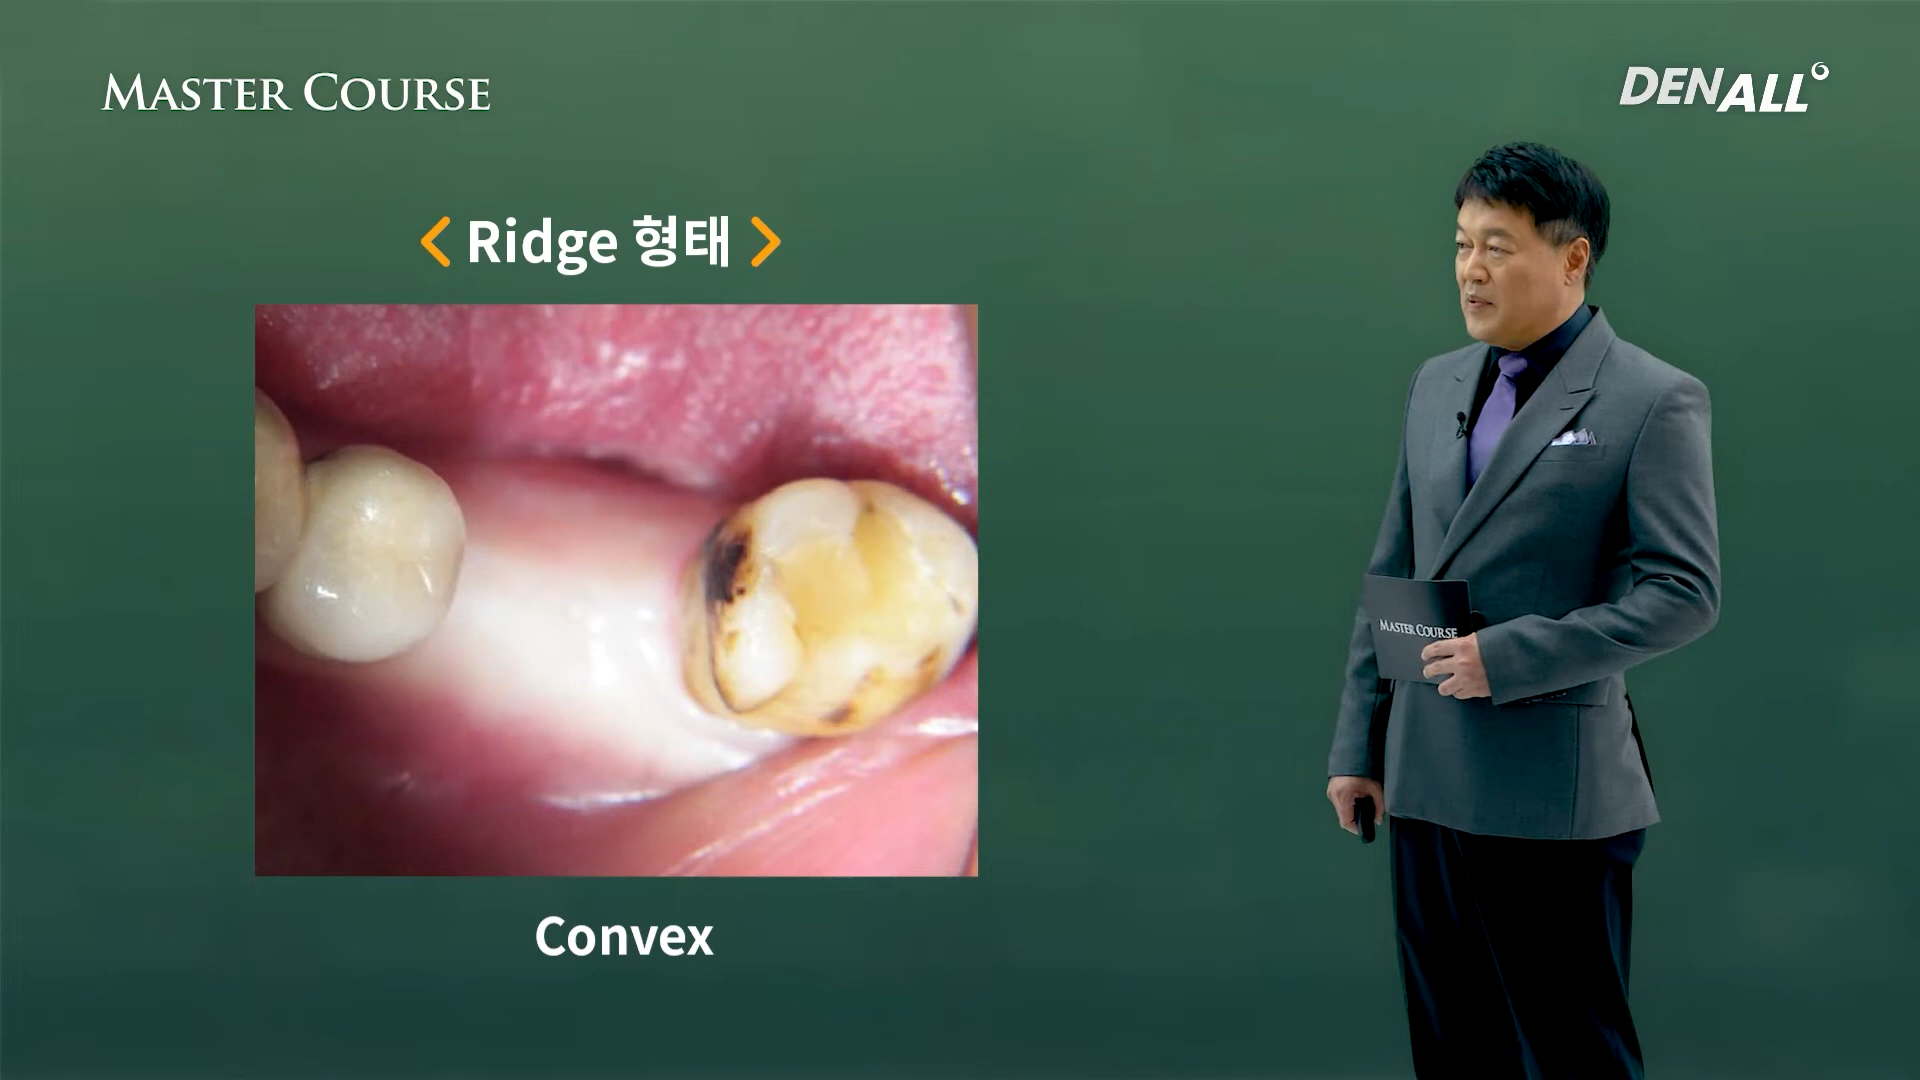 MASTER COURSE
DENALL
< Ridge 형태 >
MASTER COURSE
Convex